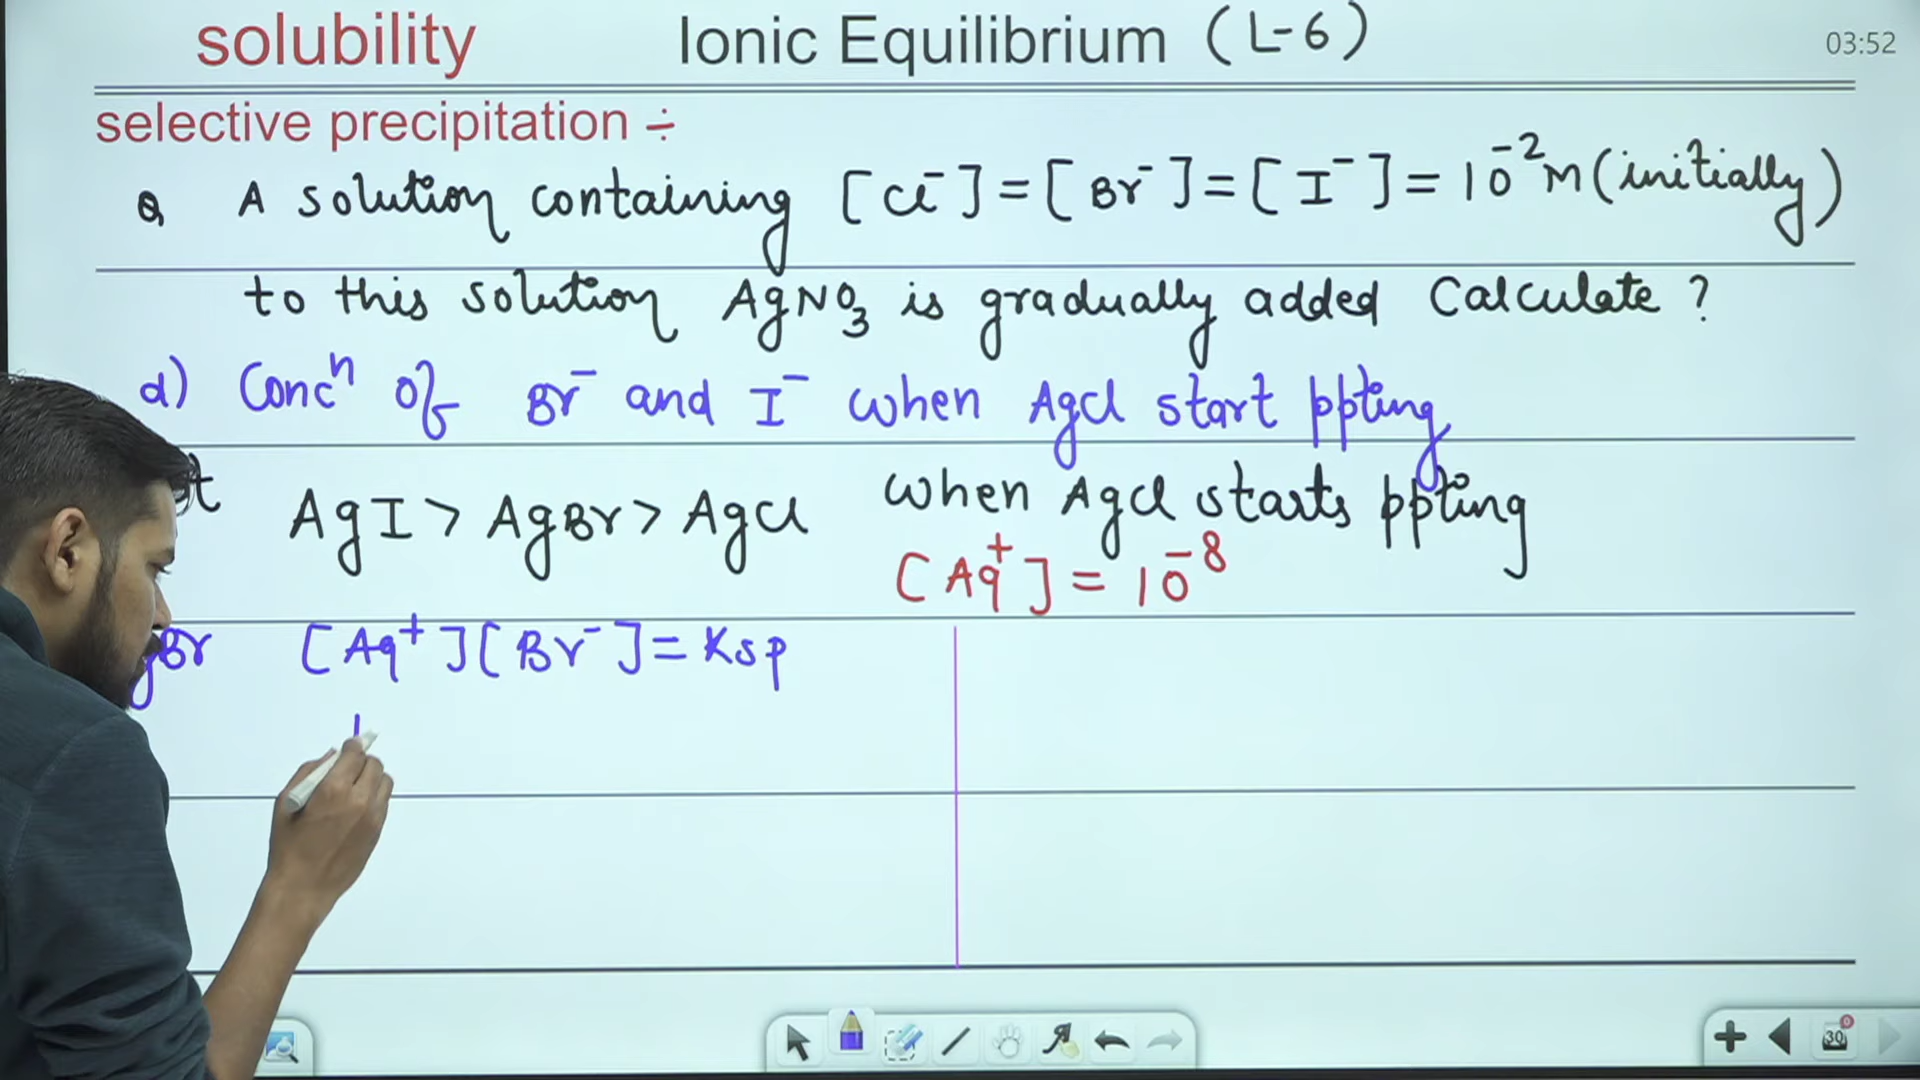 solubility Ionic Equilibrium (L-6) 03:52
selective precipitation ÷
Q A solution containing [Cl⁻] = [Br⁻] = [I⁻] = 10⁻² M (initially)
to this solution AgNO₃ is gradually added Calculate ?
d) Concⁿ of Br⁻ and I⁻ when AgCl start ppting
AgI > AgBr > AgCl when AgCl starts ppting
[Ag⁺] = 10⁻⁸
gBr [Ag⁺][Br⁻] = Ksp
30